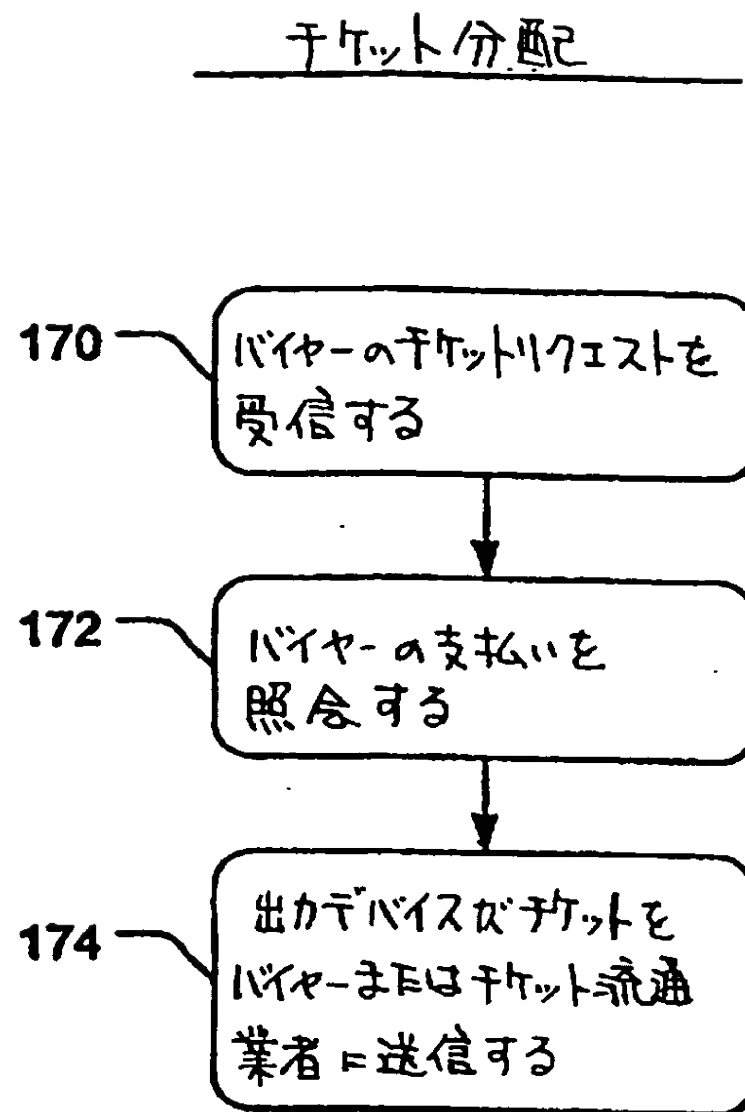 チケット分配
170
バイヤーのチケットリクエストを
受信する
172
バイヤーの支払いを
照合する
174
出力デバイスがチケットを
バイヤーまたはチケット流通
業者に送信する